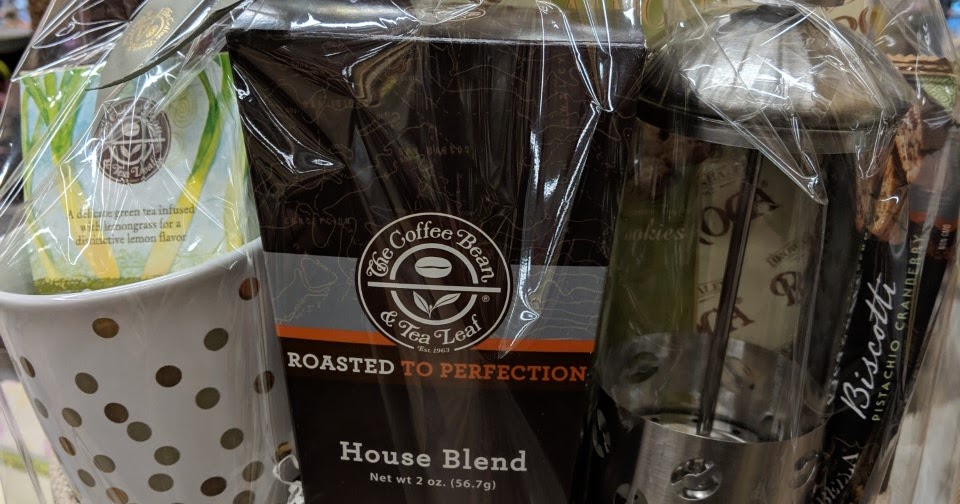 A delicate green tea infused
with lemongrass for a
distinctive lemon flavor
The Coffee Bean
& Tea Leaf
®
Est. 1963
ROASTED TO PERFECTION
House Blend
Net wt 2 oz. (56.7g)
ookies
Biscotti
PISTACHIO CRANBERRY